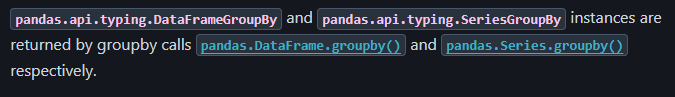 pandas.api.typing.DataFrameGroupBy and pandas.api.typing.SeriesGroupBy instances are
returned by groupby calls pandas.DataFrame.groupby() and pandas.Series.groupby()
respectively.